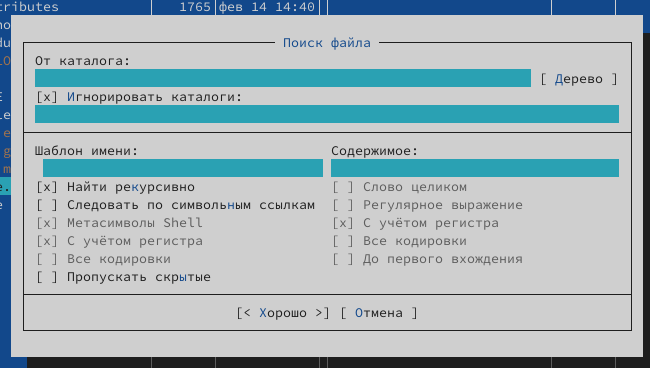 ributes 1765 фев 14 14:40
Поиск файла
От каталога:
[ Дерево ]
[x] Игнорировать каталоги:
Шаблон имени: Содержимое:
[x] Найти рекурсивно [ ] Слово целиком
[ ] Следовать по символьным ссылкам [ ] Регулярное выражение
[x] Метасимволы Shell [x] С учётом регистра
[x] С учётом регистра [ ] Все кодировки
[ ] Все кодировки [ ] До первого вхождения
[ ] Пропускать скрытые
[< Хорошо >] [ Отмена ]